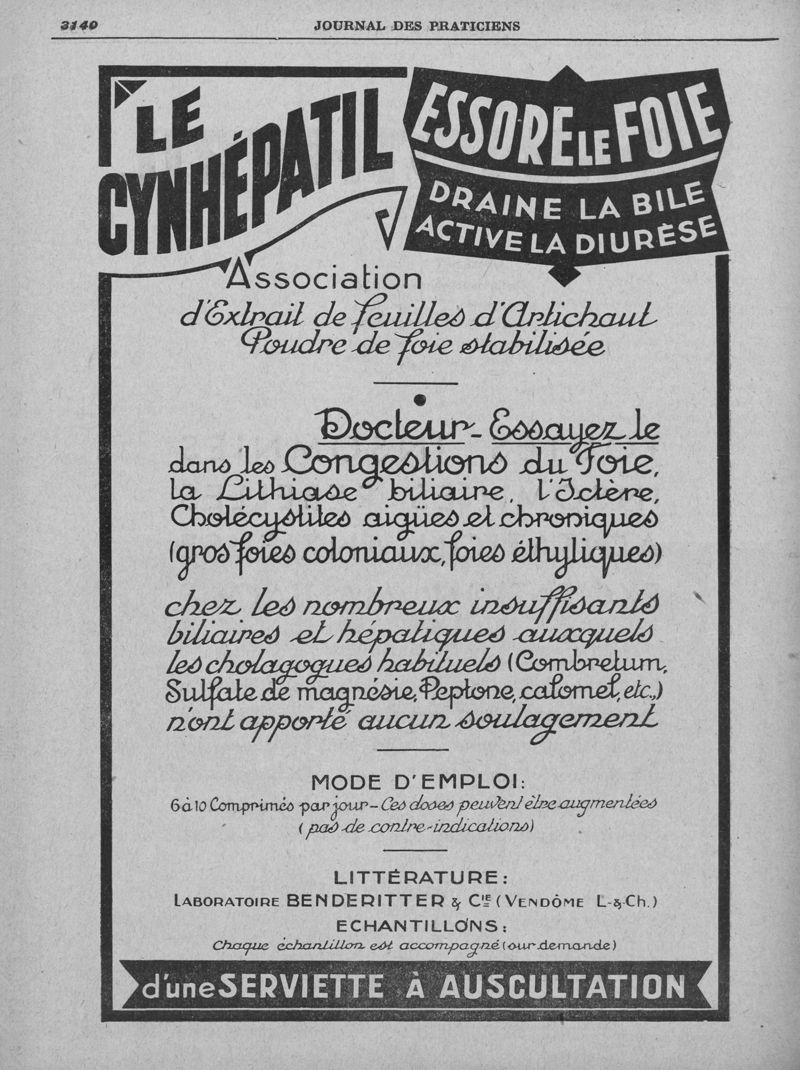 3140
JOURNAL DES PRATICIENS
LE
CYNHÉPATIL
ESSORE LE FOIE
DRAINE LA BILE
ACTIVE LA DIURÈSE
Association
d'Extrait de feuilles d'Artichaut
Poudre de foie stabilisée
Docteur - Essayez le
dans les Congestions du Foie,
la Lithiase biliaire, l'Ictère,
Cholécystites aigües et chroniques
(gros foies coloniaux, foies éthyliques)
chez les nombreux insuffisants
biliaires et hépatiques auxquels
les cholagogues habituels (Combretum,
Sulfate de magnésie, Peptone, calomel, etc.,)
n'ont apporté aucun soulagement
MODE D'EMPLOI:
6 à 10 Comprimés par jour - Ces doses peuvent être augmentées
(pas de contre-indications)
LITTÉRATURE:
LABORATOIRE BENDERITTER & CIE (VENDÔME L-&-CH.)
ECHANTILLONS:
Chaque échantillon est accompagné (sur demande)
d'une SERVIETTE À AUSCULTATION